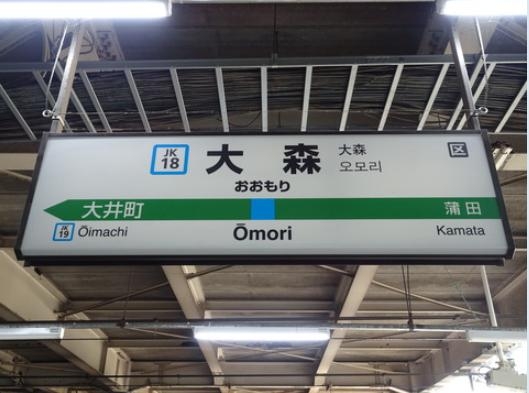 JK
18
大森
大森
오모리
区
おおもり
大井町
蒲田
JK
19
Ōimachi
Ōmori
Kamata